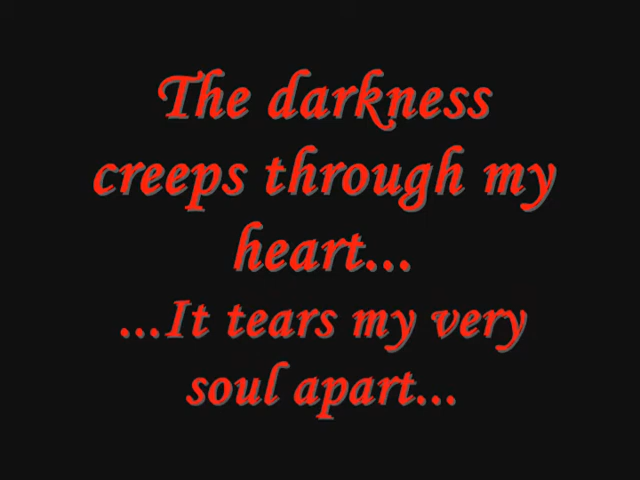 The darkness
creeps through my
heart...
...It tears my very
soul apart...